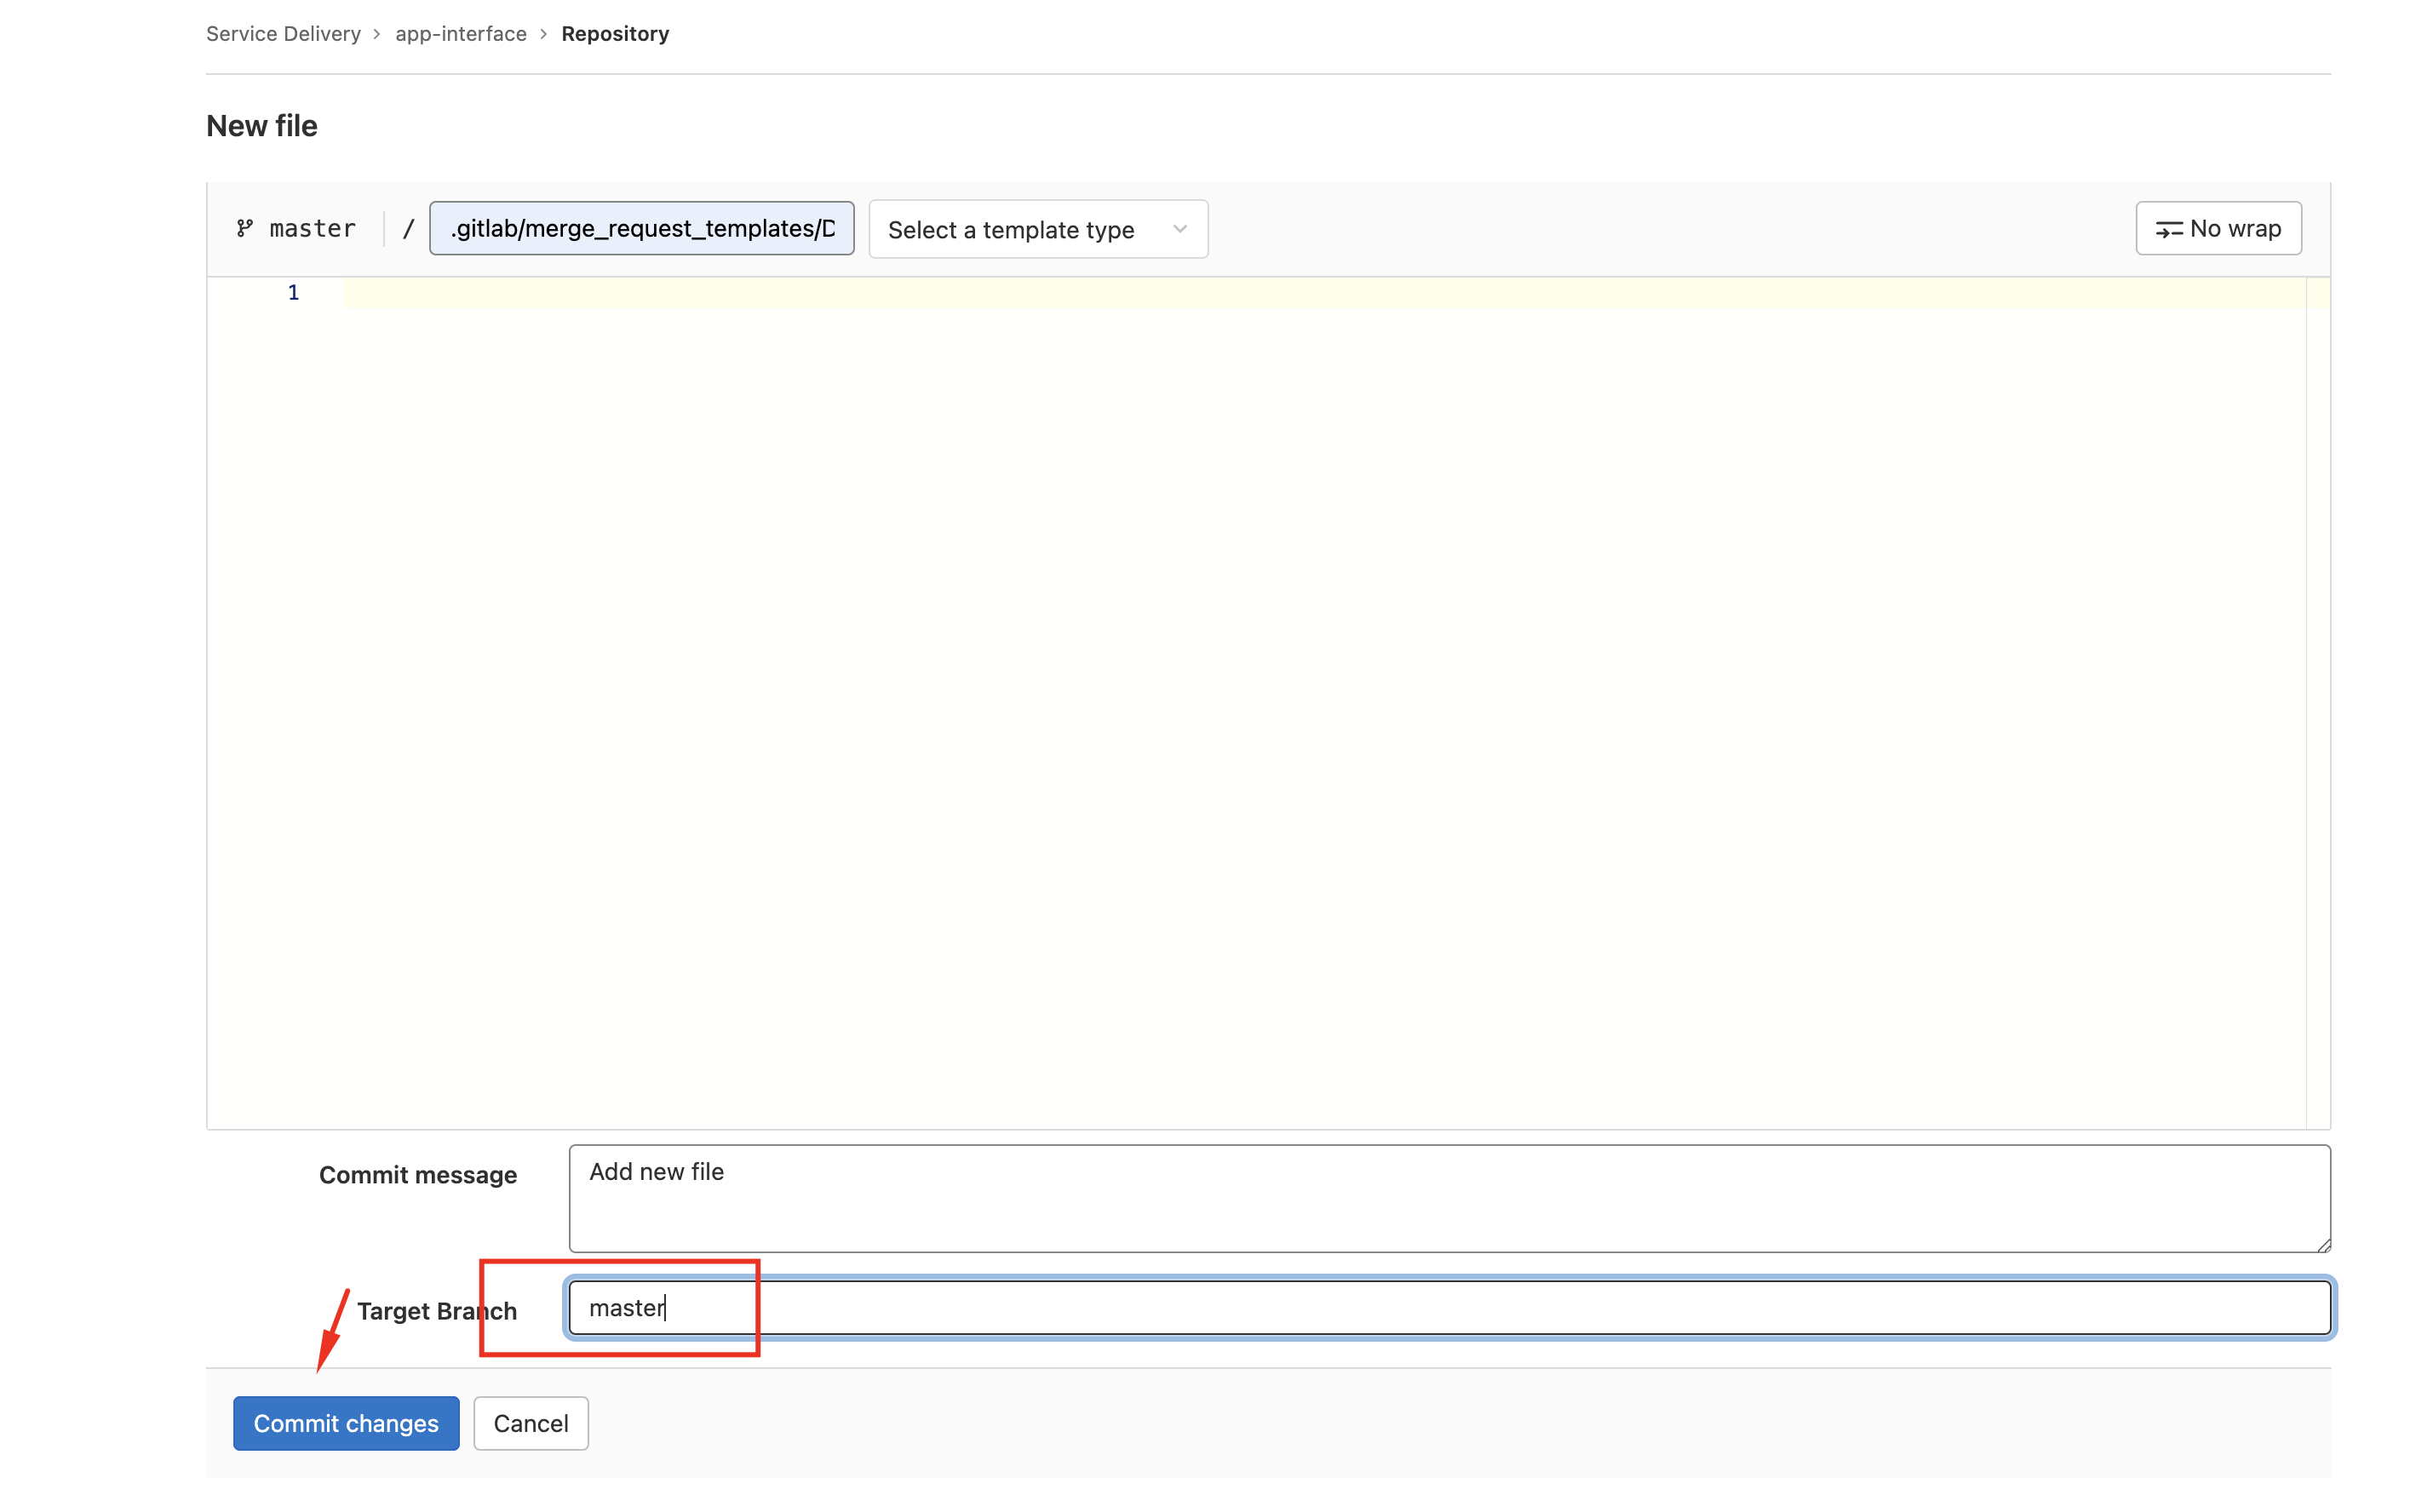 Service Delivery > app-interface > Repository
New file
master / .gitlab/merge_request_templates/D Select a template type No wrap
1
Commit message Add new file
Target Branch master
Commit changes Cancel